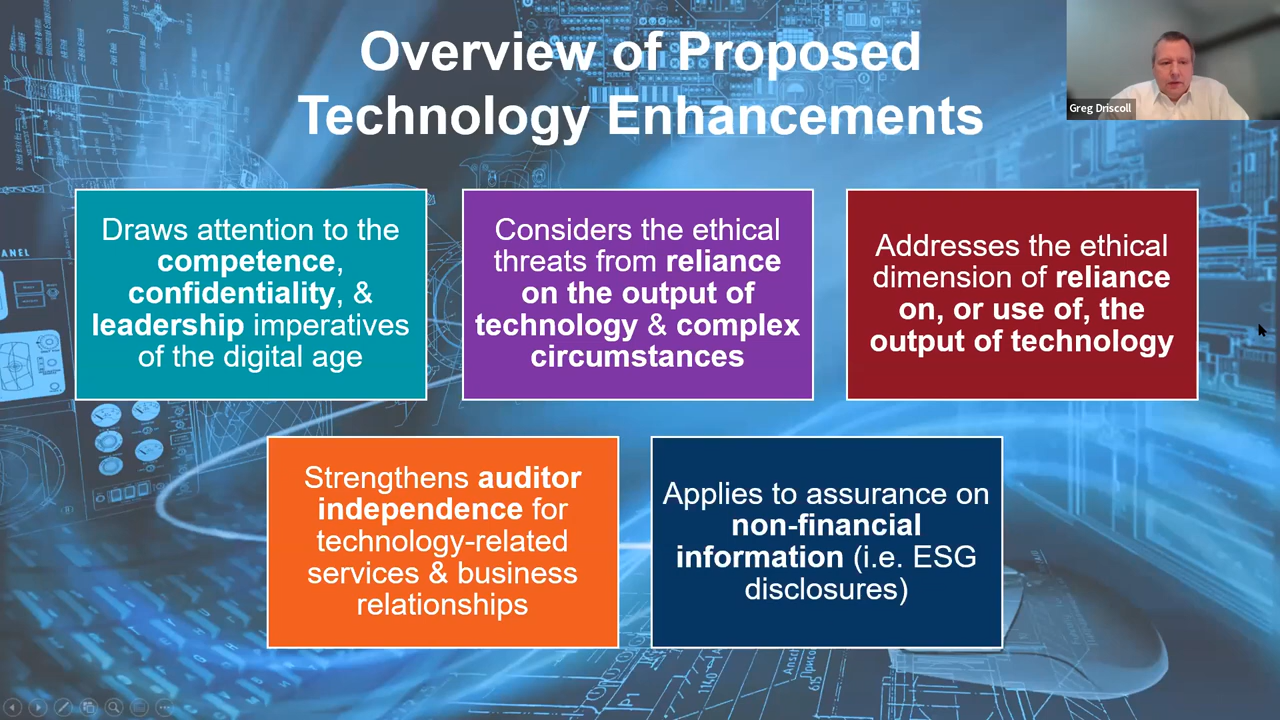 Overview of Proposed
Technology Enhancements
Greg Driscoll
Draws attention to the
competence,
confidentiality, &
leadership imperatives
of the digital age
Considers the ethical
threats from reliance
on the output of
technology & complex
circumstances
Addresses the ethical
dimension of reliance
on, or use of, the
output of technology
Strengthens auditor
independence for
technology-related
services & business
relationships
Applies to assurance on
non-financial
information (i.e. ESG
disclosures)
ANEL